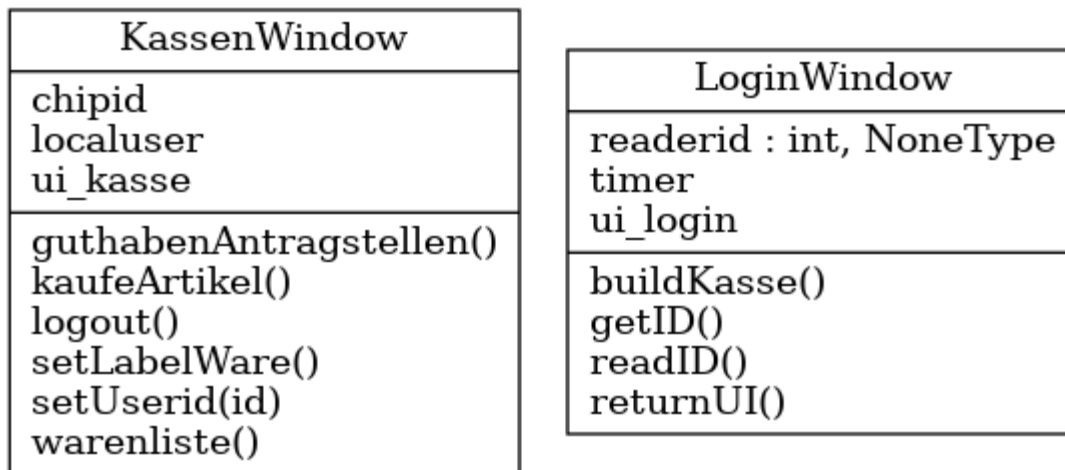 KassenWindow
chipid
localuser
ui_kasse
guthabenAntragstellen()
kaufeArtikel()
logout()
setLabelWare()
setUserid(id)
warenliste()
LoginWindow
readerid : int, NoneType
timer
ui_login
buildKasse()
getID()
readID()
returnUI()